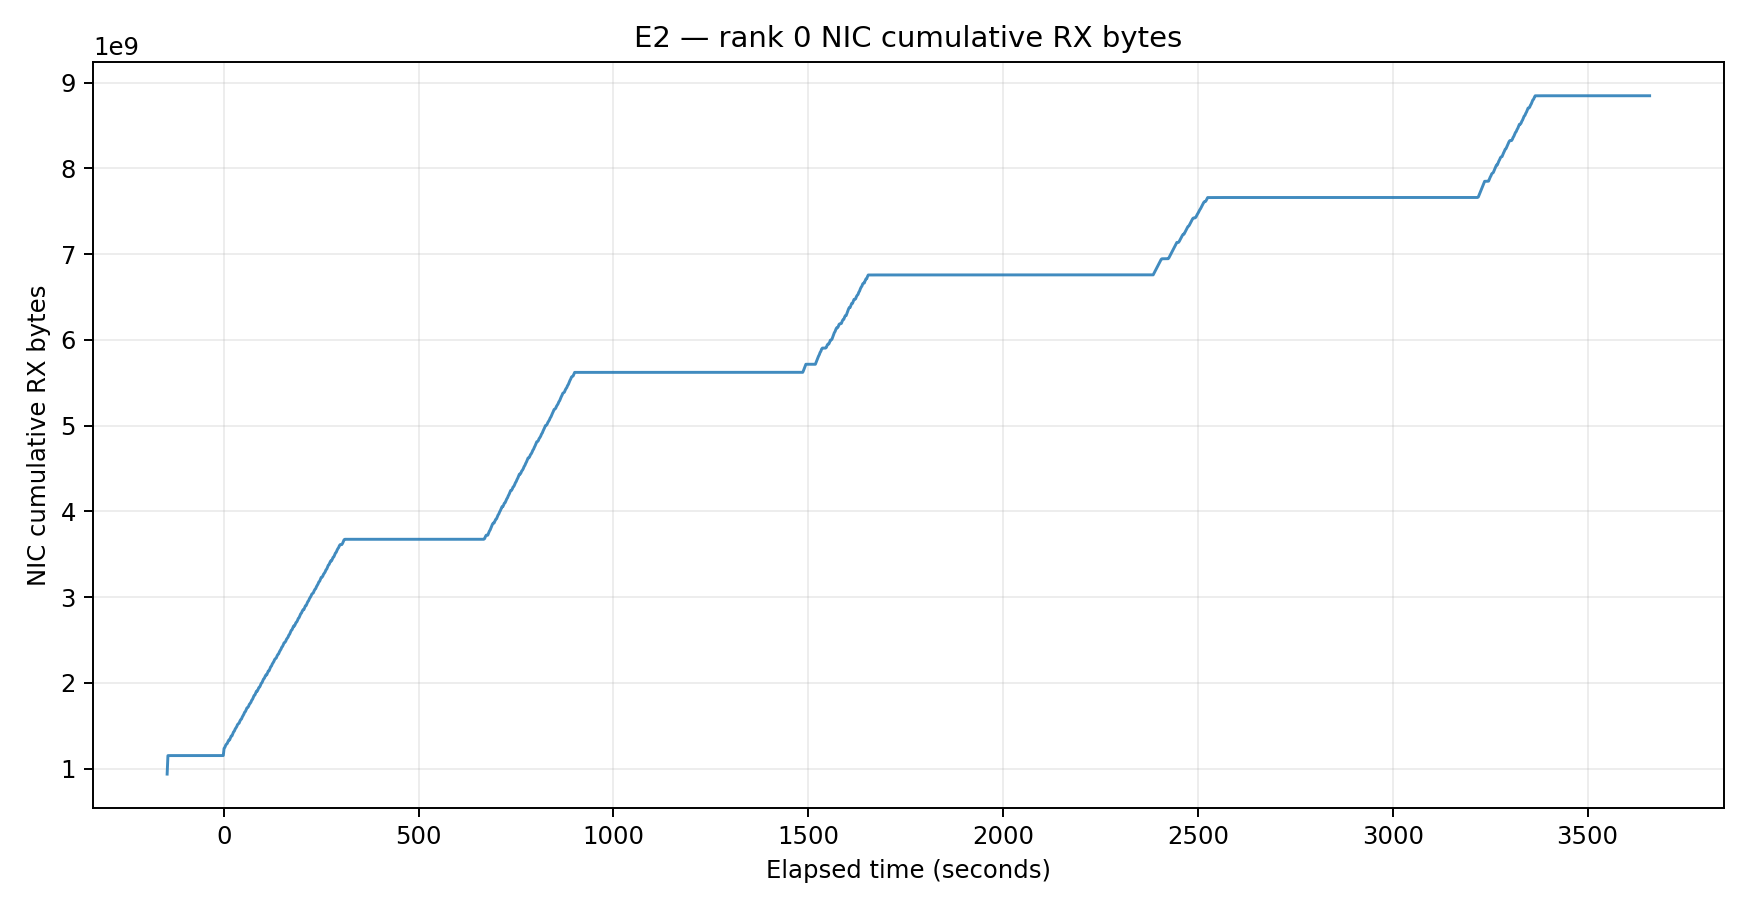 E2 — rank 0 NIC cumulative RX bytes
1e9
9
8
7
6
5
4
3
2
1
NIC cumulative RX bytes
0 500 1000 1500 2000 2500 3000 3500
Elapsed time (seconds)